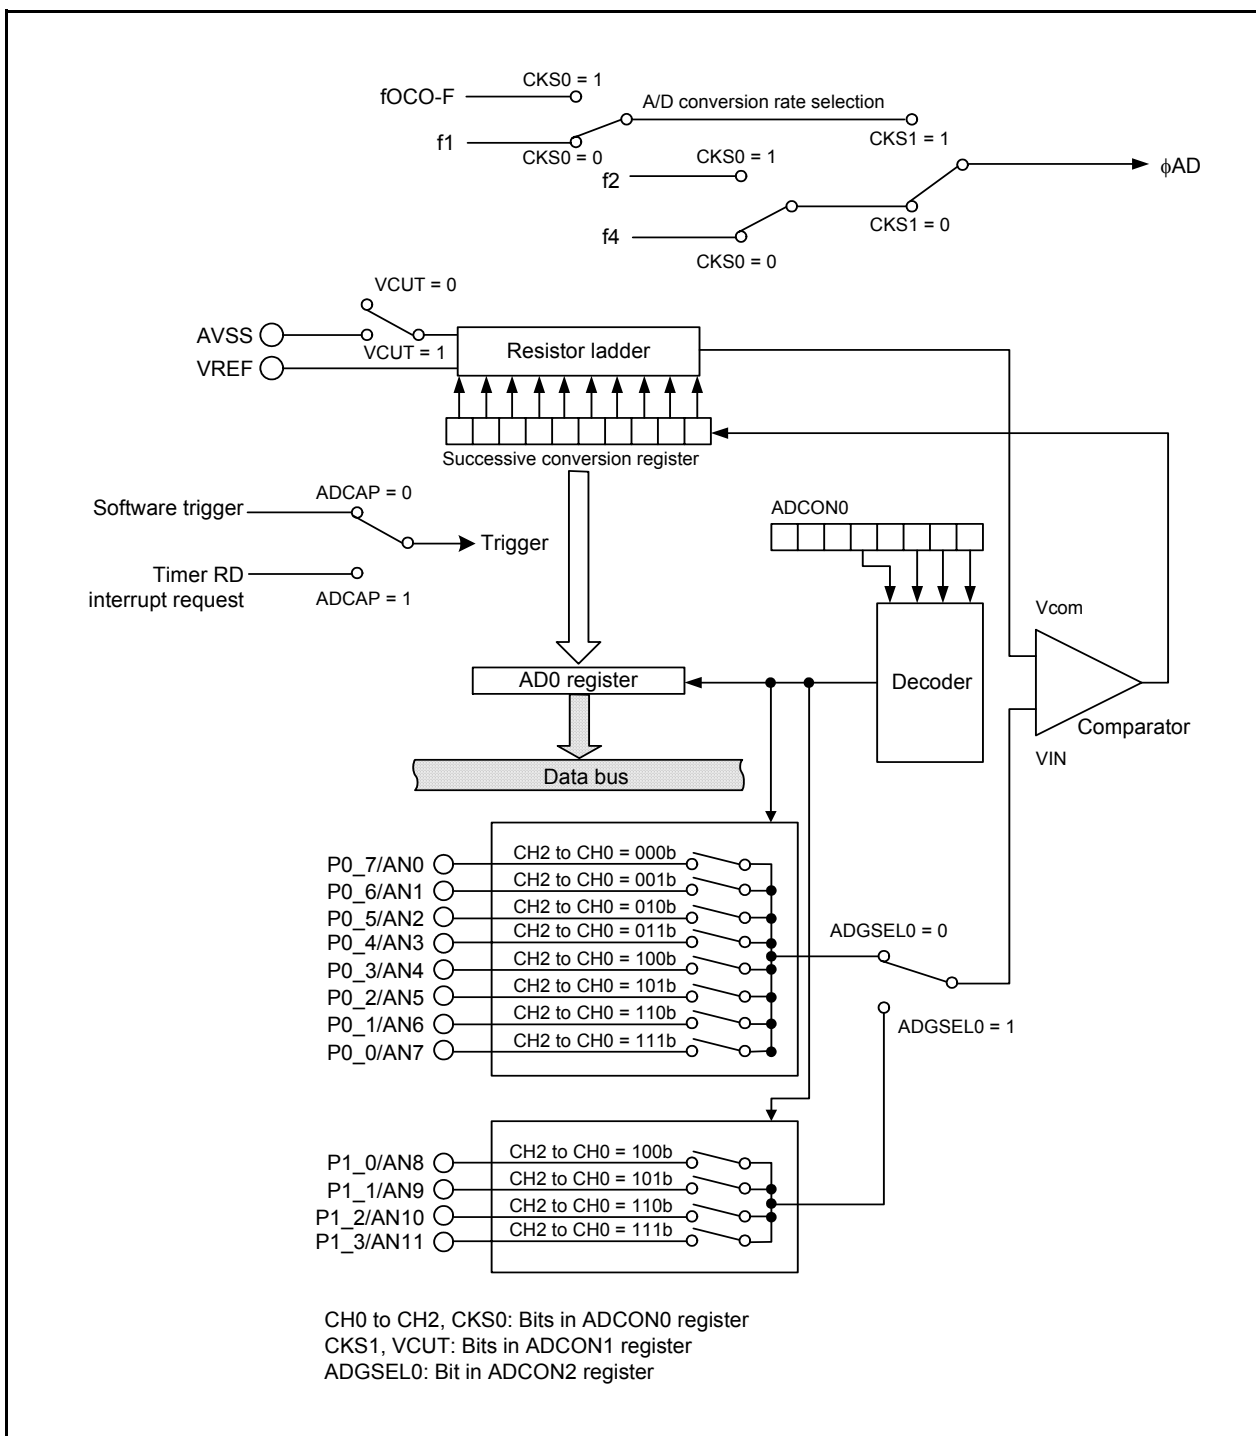 CKS0 = 1
fOCO-F
A/D conversion rate selection
f1
CKS0 = 0
CKS1 = 1
CKS0 = 1
f2
ϕAD
CKS1 = 0
f4
CKS0 = 0
VCUT = 0
AVSS
VCUT = 1
VREF
Resistor ladder
Successive conversion register
ADCAP = 0
Software trigger
Trigger
Timer RD
interrupt request
ADCAP = 1
ADCON0
Vcom
AD0 register
Decoder
Comparator
VIN
Data bus
P0_7/AN0 CH2 to CH0 = 000b
P0_6/AN1 CH2 to CH0 = 001b
P0_5/AN2 CH2 to CH0 = 010b
P0_4/AN3 CH2 to CH0 = 011b
P0_3/AN4 CH2 to CH0 = 100b
P0_2/AN5 CH2 to CH0 = 101b
P0_1/AN6 CH2 to CH0 = 110b
P0_0/AN7 CH2 to CH0 = 111b
ADGSEL0 = 0
ADGSEL0 = 1
P1_0/AN8 CH2 to CH0 = 100b
P1_1/AN9 CH2 to CH0 = 101b
P1_2/AN10 CH2 to CH0 = 110b
P1_3/AN11 CH2 to CH0 = 111b
CH0 to CH2, CKS0: Bits in ADCON0 register
CKS1, VCUT: Bits in ADCON1 register
ADGSEL0: Bit in ADCON2 register